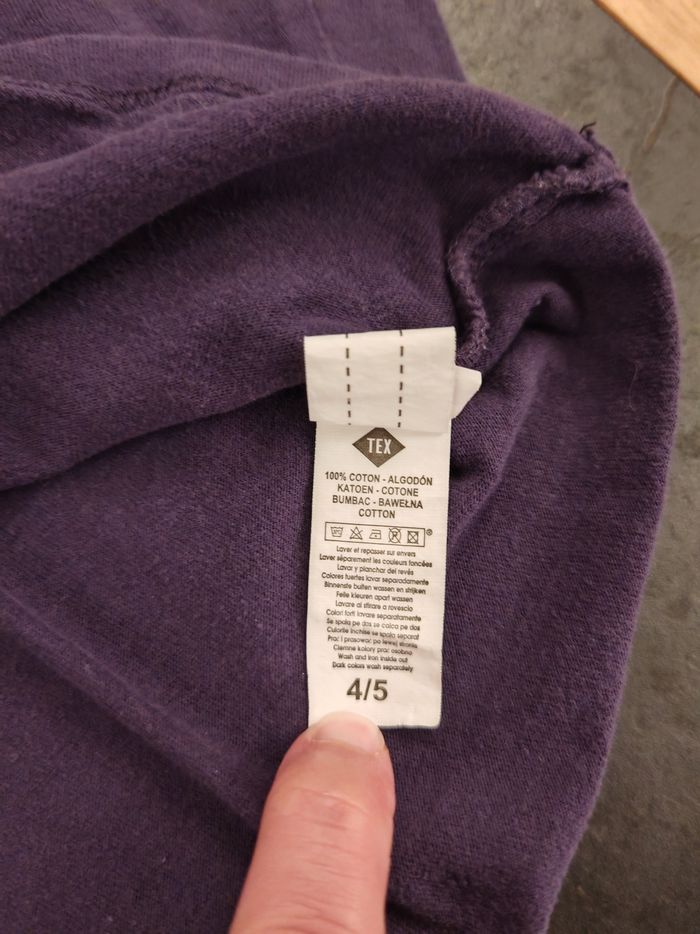 TEX
100% COTON - ALGODÓN
KATOEN - COTONE
BUMBAC - BAWEŁNA
COTTON
Laver et repasser sur envers
Laver séparement les couleurs foncées
Lavar y planchar del revés
Colores fuertes lavar separadamente
Binnenste buiten wassen en strijken
Felle kleuren apart wassen
Lavare al stirare a rovescio
Colori forti lavare separatamente
Se spala pe dos se calca pe dos
Culorile inchise se spala separat
Prać i prasować po lewej stronie
Ciemne kolory prac osobno
Wash and iron inside out
Dark colors wash separately
4/5